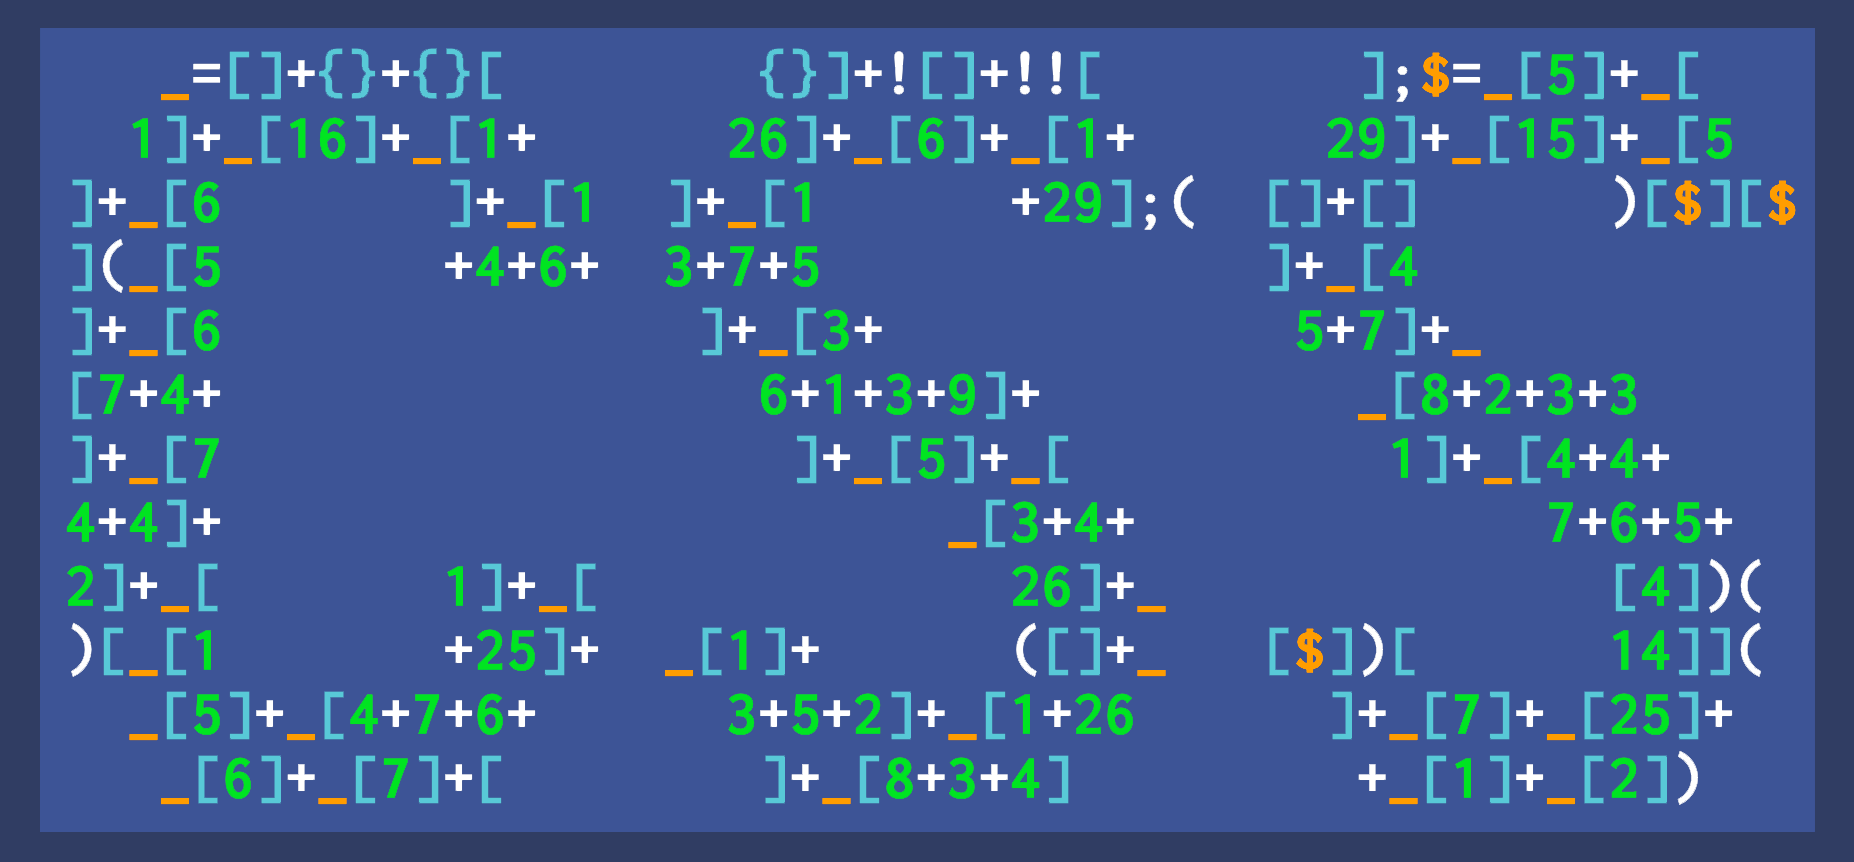 _=[]+{}+{}[ {}]+![]+!![ ];$=_[5]+_[
1]+_[16]+_[1+ 26]+_[6]+_[1+ 29]+_[15]+_[5
]+_[6 ]+_[1 ]+_[1 +29];( []+[] )[$][$
](_[5 +4+6+ 3+7+5 ]+_[4
]+_[6 ]+_[3+ 5+7]+_
[7+4+ 6+1+3+9]+ _[8+2+3+3
]+_[7 ]+_[5]+_[ 1]+_[4+4+
4+4]+ _[3+4+ 7+6+5+
2]+_[ 1]+_[ 26]+_ [4])(
)[_[1 +25]+ _[1]+ ([]+_ [$])[ 14]](
_[5]+_[4+7+6+ 3+5+2]+_[1+26 ]+_[7]+_[25]+
_[6]+_[7]+[ ]+_[8+3+4] +_[1]+_[2])